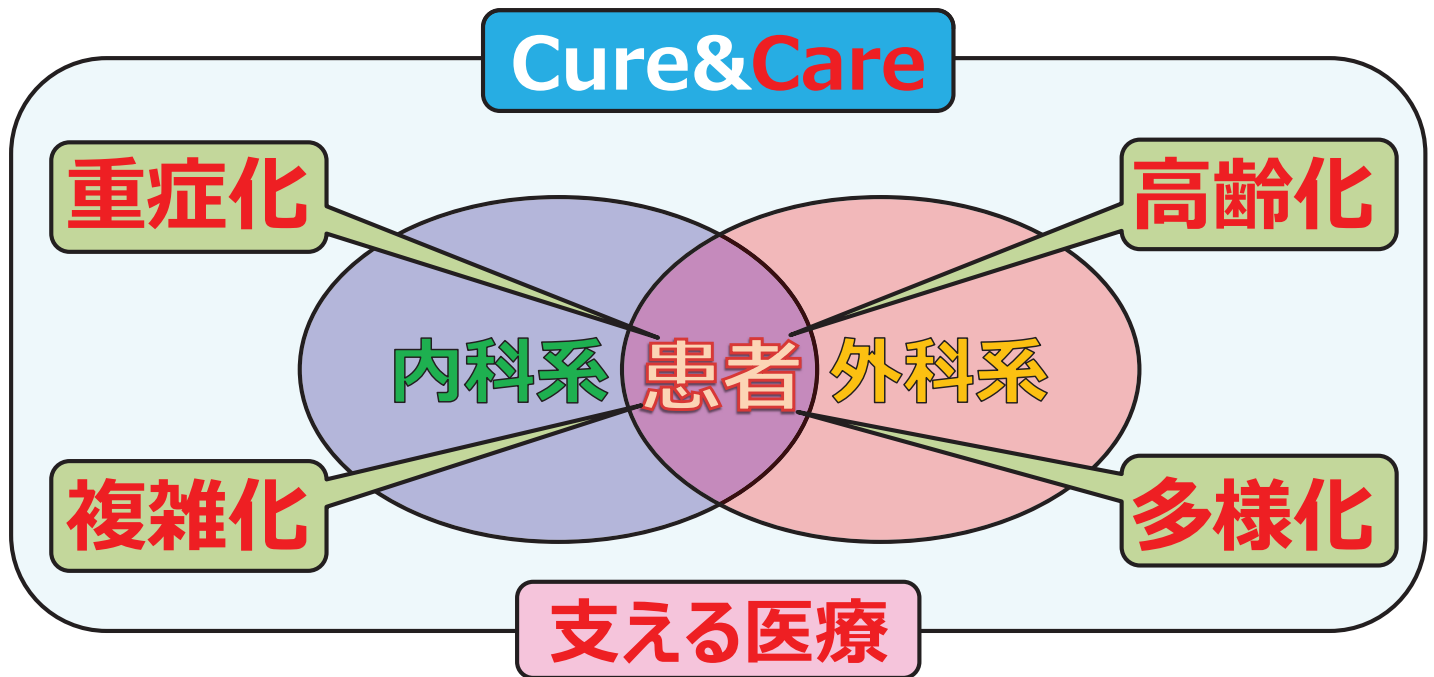 Cure&Care
重症化
高齢化
内科系
患者
外科系
複雑化
多様化
支える医療